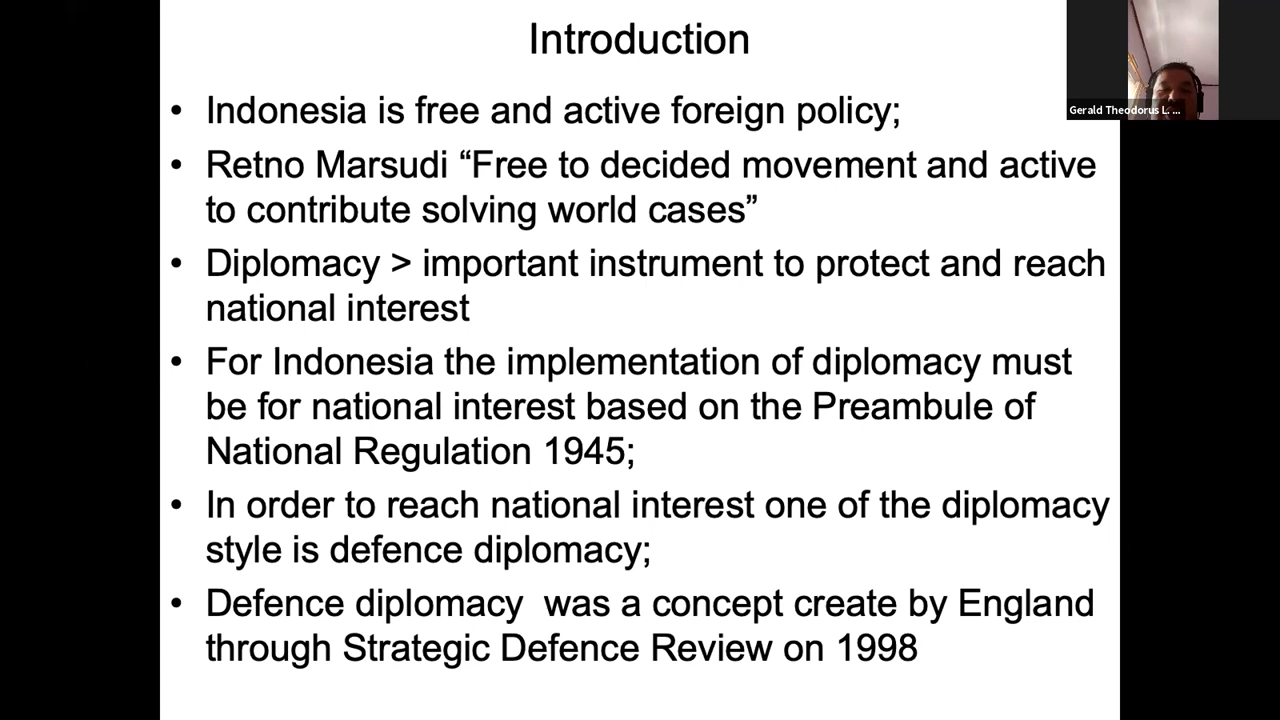 Introduction
Gerald Theodorus L. ...
• Indonesia is free and active foreign policy;
• Retno Marsudi “Free to decided movement and active
to contribute solving world cases”
• Diplomacy > important instrument to protect and reach
national interest
• For Indonesia the implementation of diplomacy must
be for national interest based on the Preambule of
National Regulation 1945;
• In order to reach national interest one of the diplomacy
style is defence diplomacy;
• Defence diplomacy  was a concept create by England
through Strategic Defence Review on 1998